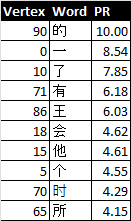 Vertex Word PR
90 的 10.00
0 一 8.54
10 了 7.85
71 有 6.18
86 王 6.03
18 会 4.62
15 他 4.61
5 个 4.55
70 时 4.29
65 所 4.15